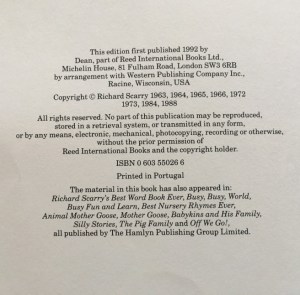 This edition first published 1992 by
Dean, part of Reed International Books Ltd.,
Michelin House, 81 Fulham Road, London SW3 6RB
by arrangement with Western Publishing Company Inc.,
Racine, Wisconsin, USA
Copyright © Richard Scarry 1963, 1964, 1965, 1966, 1972
1973, 1984, 1988
All rights reserved. No part of this publication may be reproduced,
stored in a retrieval system, or transmitted in any form,
or by any means, electronic, mechanical, photocopying, recording or otherwise,
without the prior permission of
Reed International Books and the copyright holder.
ISBN 0 603 55026 6
Printed in Portugal
The material in this book has also appeared in:
Richard Scarry's Best Word Book Ever, Busy, Busy, World,
Busy Fun and Learn, Best Nursery Rhymes Ever,
Animal Mother Goose, Mother Goose, Babykins and His Family,
Silly Stories, The Pig Family and Off We Go!,
all published by The Hamlyn Publishing Group Limited.